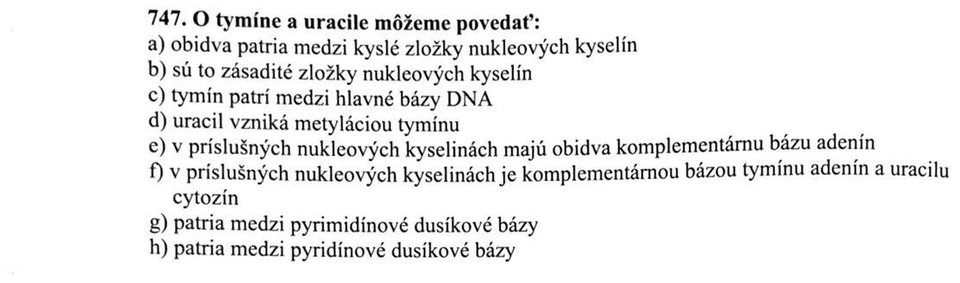 747. O tymíne a uracile môžeme povedať:
a) obidva patria medzi kyslé zložky nukleových kyselín
b) sú to zásadité zložky nukleových kyselín
c) tymín patrí medzi hlavné bázy DNA
d) uracil vzniká metyláciou tymínu
e) v príslušných nukleových kyselinách majú obidva komplementárnu bázu adenín
f) v príslušných nukleových kyselinách je komplementárnou bázou tymínu adenín a uracilu
cytozín
g) patria medzi pyrimidínové dusíkové bázy
h) patria medzi pyridínové dusíkové bázy